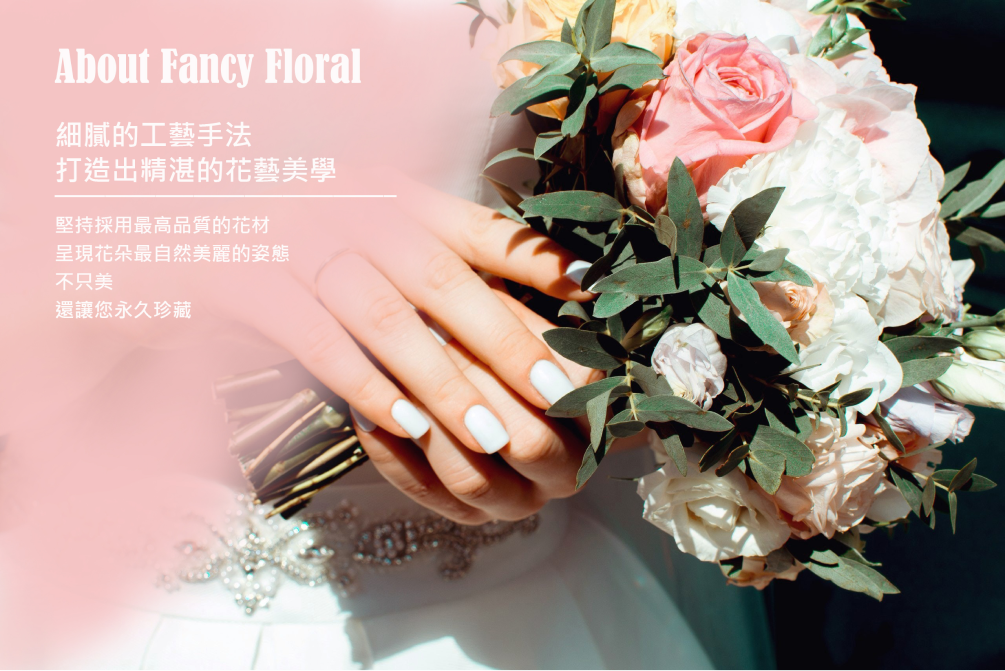 About Fancy Floral
細膩的工藝手法
打造出精湛的花藝美學
堅持採用最高品質的花材
呈現花朵最自然美麗的姿態
不只美
還讓您永久珍藏